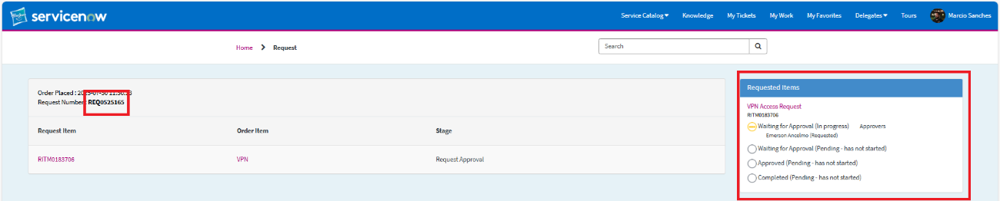 servicenow
Service Catalog Knowledge My Tickets My Work My Favorites Delegates Tours Marcio Sanches
Home Request
Search
Order Placed : 2025-07-30 11:30:23
Request Number: REQ0525165
Request Item Order Item Stage
RITM0183706 VPN Request Approval
Requested Items
VPN Access Request
RITM0183706
Waiting for Approval (In progress) Approvers
Emerson Ancelmo (Requested)
Waiting for Approval (Pending - has not started)
Approved (Pending - has not started)
Completed (Pending - has not started)